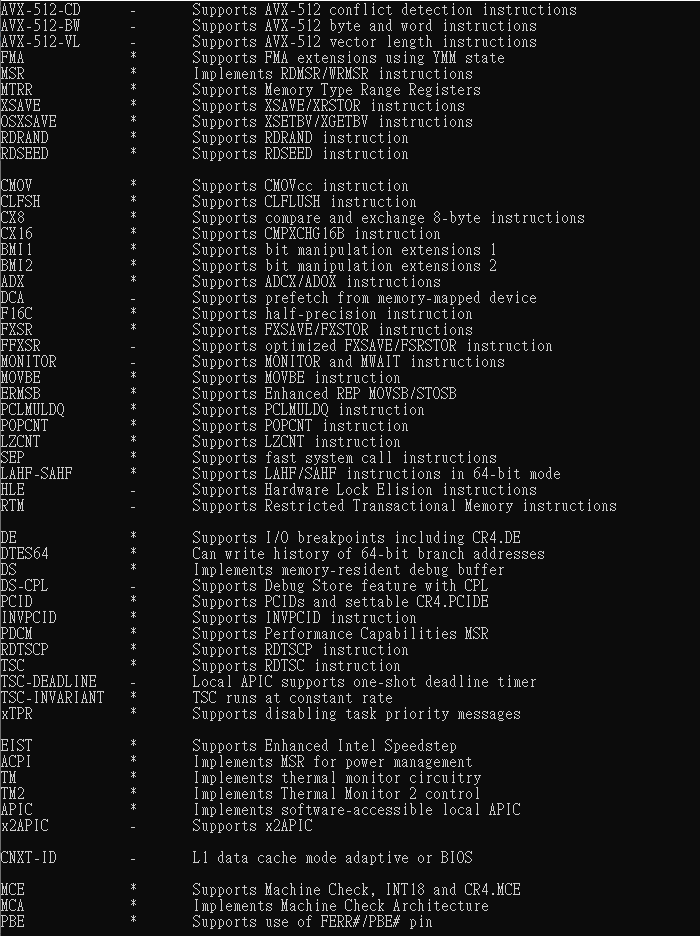 AVX-512-CD - Supports AVX-512 conflict detection instructions
AVX-512-BW - Supports AVX-512 byte and word instructions
AVX-512-VL - Supports AVX-512 vector length instructions
FMA * Supports FMA extensions using YMM state
MSR * Implements RDMSR/WRMSR instructions
MTRR * Supports Memory Type Range Registers
XSAVE * Supports XSAVE/XRSTOR instructions
OSXSAVE * Supports XSETBV/XGETBV instructions
RDRAND * Supports RDRAND instruction
RDSEED * Supports RDSEED instruction
CMOV * Supports CMOVcc instruction
CLFSH * Supports CLFLUSH instruction
CX8 * Supports compare and exchange 8-byte instructions
CX16 * Supports CMPXCHG16B instruction
BMI1 * Supports bit manipulation extensions 1
BMI2 * Supports bit manipulation extensions 2
ADX * Supports ADCX/ADOX instructions
DCA - Supports prefetch from memory-mapped device
F16C * Supports half-precision instruction
FXSR * Supports FXSAVE/FXSTOR instructions
FFXSR - Supports optimized FXSAVE/FSRSTOR instruction
MONITOR - Supports MONITOR and MWAIT instructions
MOVBE * Supports MOVBE instruction
ERMSB * Supports Enhanced REP MOVSB/STOSB
PCLMULDQ * Supports PCLMULDQ instruction
POPCNT * Supports POPCNT instruction
LZCNT * Supports LZCNT instruction
SEP * Supports fast system call instructions
LAHF-SAHF * Supports LAHF/SAHF instructions in 64-bit mode
HLE - Supports Hardware Lock Elision instructions
RTM - Supports Restricted Transactional Memory instructions
DE * Supports I/O breakpoints including CR4.DE
DTES64 * Can write history of 64-bit branch addresses
DS * Implements memory-resident debug buffer
DS-CPL - Supports Debug Store feature with CPL
PCID * Supports PCIDs and settable CR4.PCIDE
INVPCID * Supports INVPCID instruction
PDCM * Supports Performance Capabilities MSR
RDTSCP * Supports RDTSCP instruction
TSC * Supports RDTSC instruction
TSC-DEADLINE - Local APIC supports one-shot deadline timer
TSC-INVARIANT * TSC runs at constant rate
xTPR * Supports disabling task priority messages
EIST * Supports Enhanced Intel Speedstep
ACPI * Implements MSR for power management
TM * Implements thermal monitor circuitry
TM2 * Implements Thermal Monitor 2 control
APIC * Implements software-accessible local APIC
x2APIC - Supports x2APIC
CNXT-ID - L1 data cache mode adaptive or BIOS
MCE * Supports Machine Check, INT18 and CR4.MCE
MCA * Implements Machine Check Architecture
PBE * Supports use of FERR#/PBE# pin